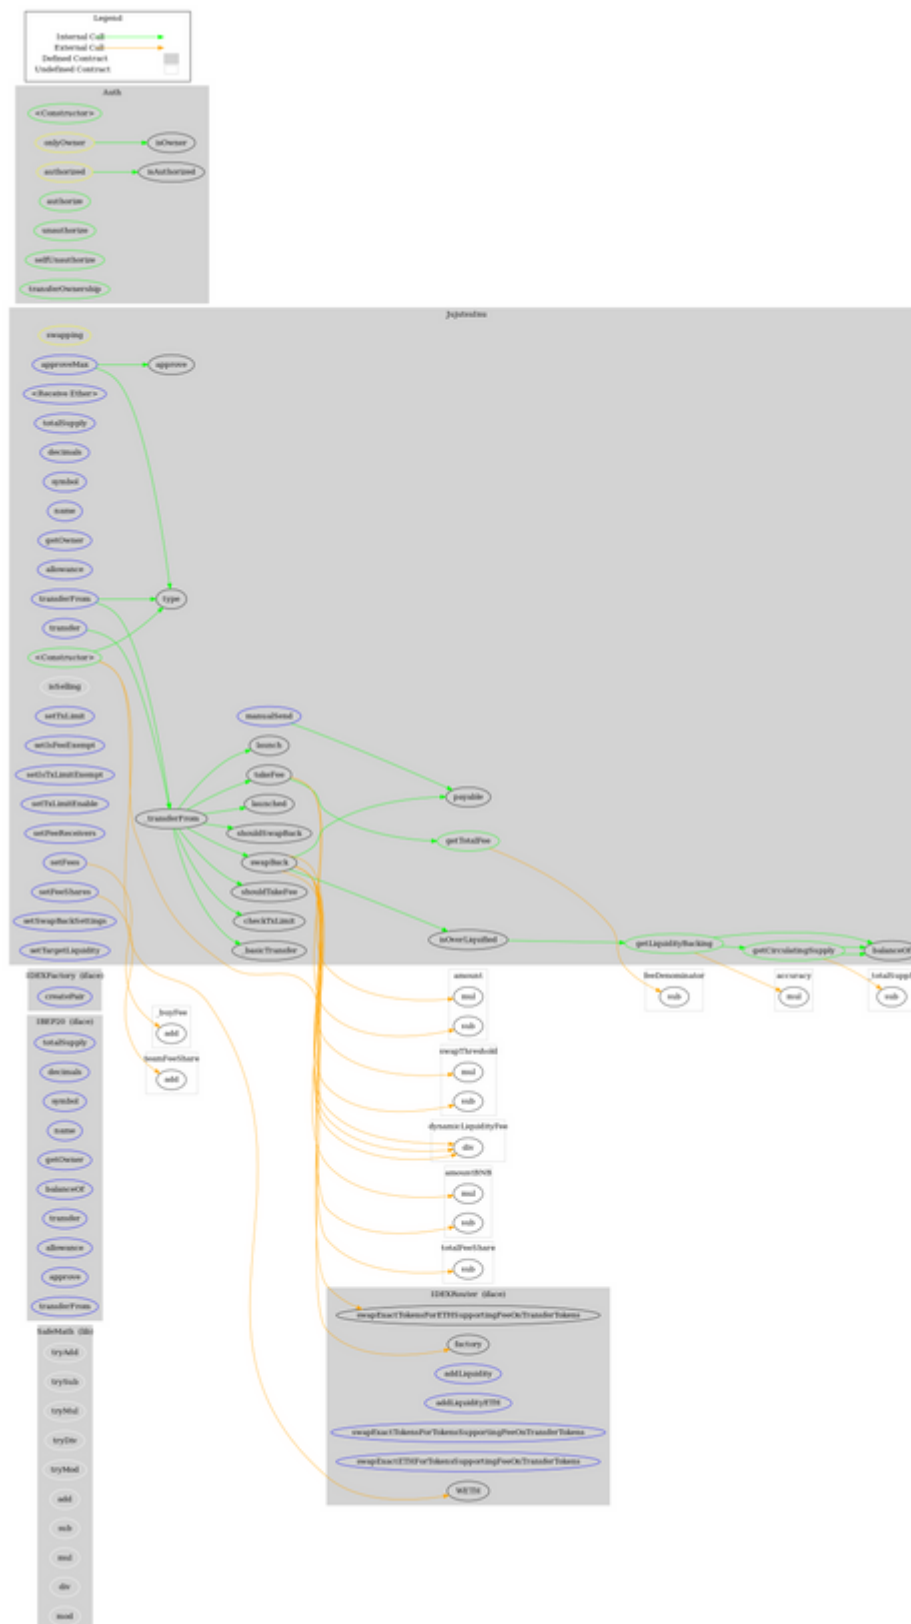 Legend
Internal Call
External Call
Defined Contract
Undefined Contract
Auth
<Constructor>
onlyOwner
isOwner
authorized
isAuthorized
authorize
unauthorize
selfUnauthorize
transferOwnership
swapping
approveMax
approve
<Receive Ether>
totalSupply
decimals
symbol
name
getOwner
allowance
transferFrom
type
transfer
<Constructor>
isSelling
setTxLimit
manualSend
setIsFeeExempt
launch
setIsTxLimitExempt
takeFee
setTxLimitEnable
launched
payable
transferFrom
setFeeReceivers
shouldSwapBack
getTotalFee
setFees
swapBack
setFeeShares
shouldTakeFee
setSwapBackSettings
checkTxLimit
isOverLiquified
getLiquidityBacking
setTargetLiquidity
basicTransfer
getCirculatingSupply
balanceOf
IDEXFactory (iface)
createPair
amount
mul
sub
feeDenominator
sub
accuracy
mul
_totalSuppl
sub
_buyFee
add
teamFeeShare
add
IBEP20 (iface)
totalSupply
decimals
symbol
name
getOwner
balanceOf
transfer
allowance
approve
transferFrom
swapThreshold
mul
sub
dynamicLiquidityFee
div
amountBNB
mul
sub
totalFeeShare
sub
IDEXRouter (iface)
swapExactTokensForETHSupportingFeeOnTransferTokens
factory
addLiquidity
addLiquidityETH
swapExactTokensForTokensSupportingFeeOnTransferTokens
swapExactETHForTokensSupportingFeeOnTransferTokens
WETH
SafeMath (lib)
tryAdd
trySub
tryMul
tryDiv
tryMod
add
sub
mul
div
mod